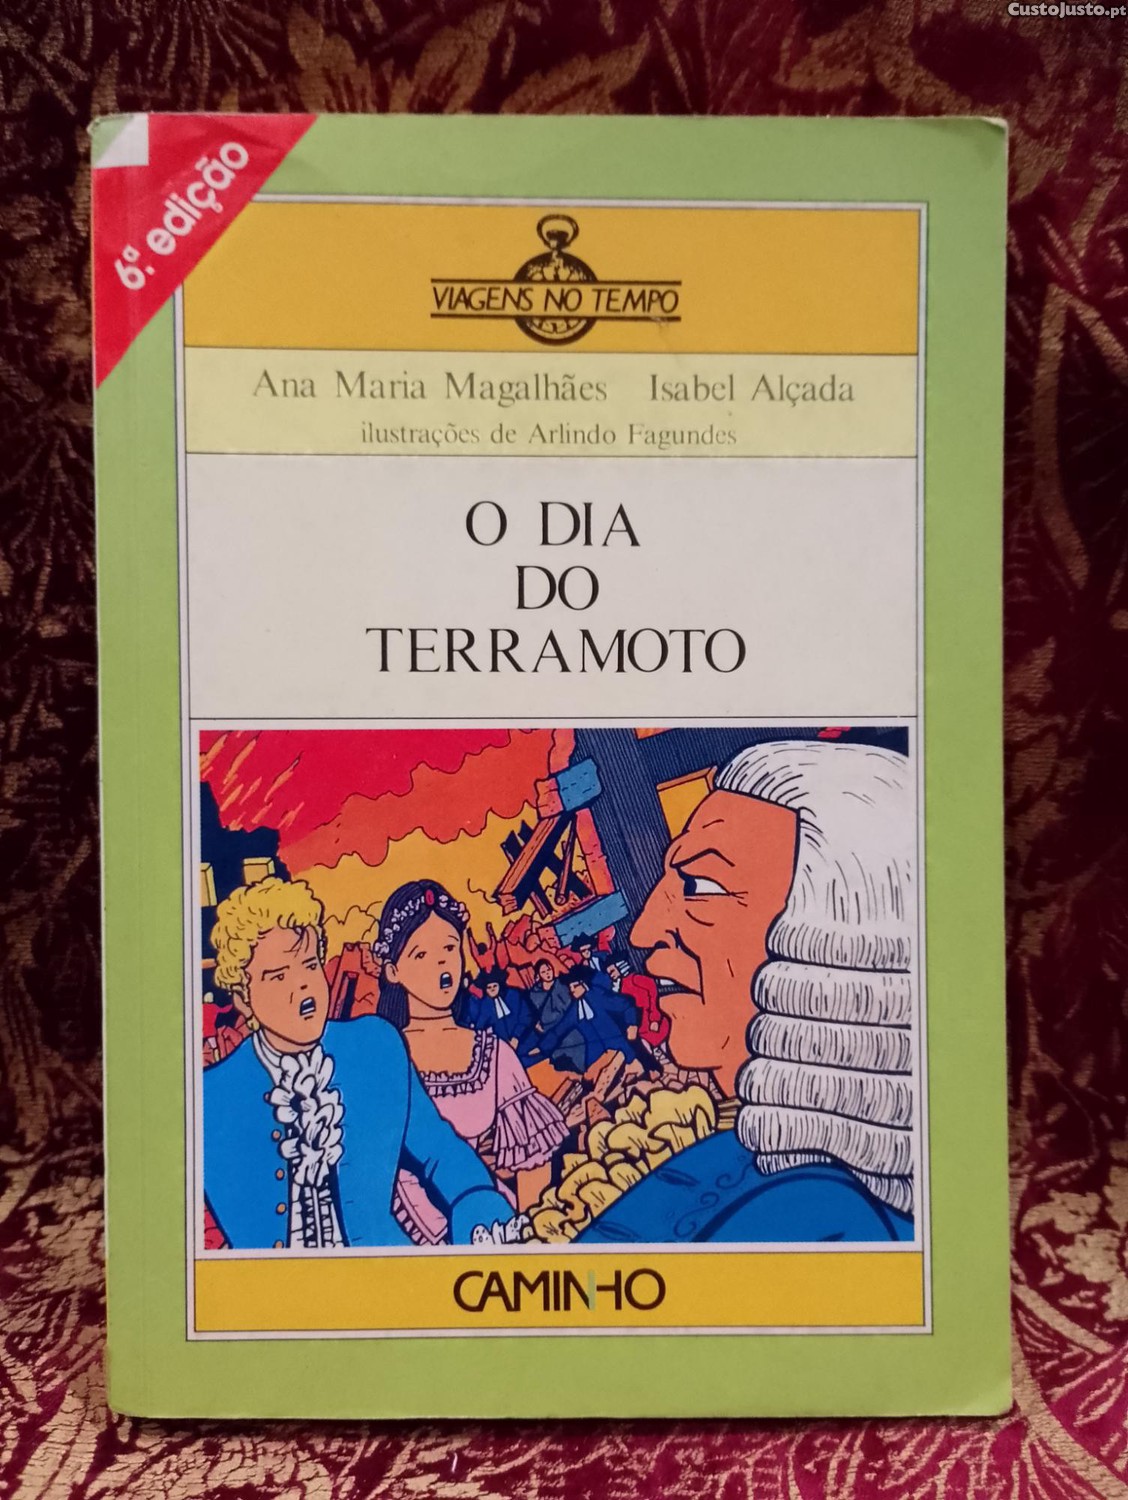 CustoJusto.pt
6ª. edição
VIAGENS NO TEMPO
Ana Maria Magalhães Isabel Alçada
ilustrações de Arlindo Fagundes
O DIA
DO
TERRAMOTO
CAMINHO